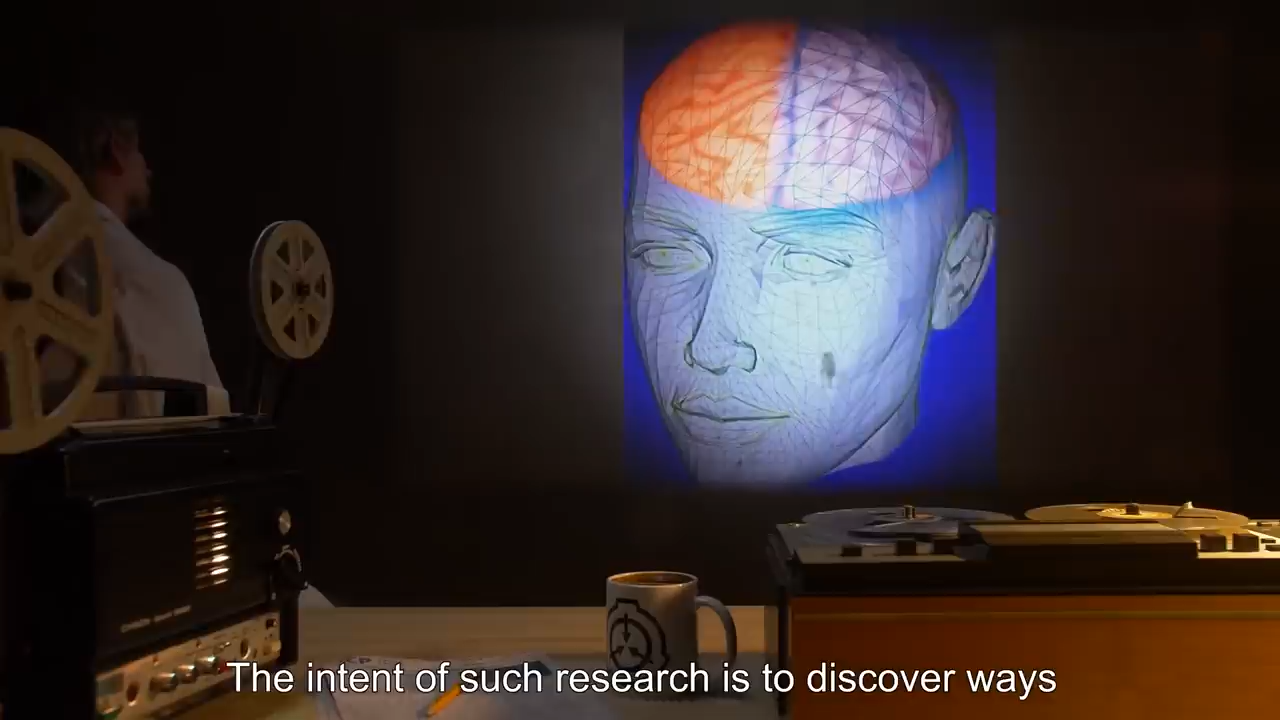 The intent of such research is to discover ways